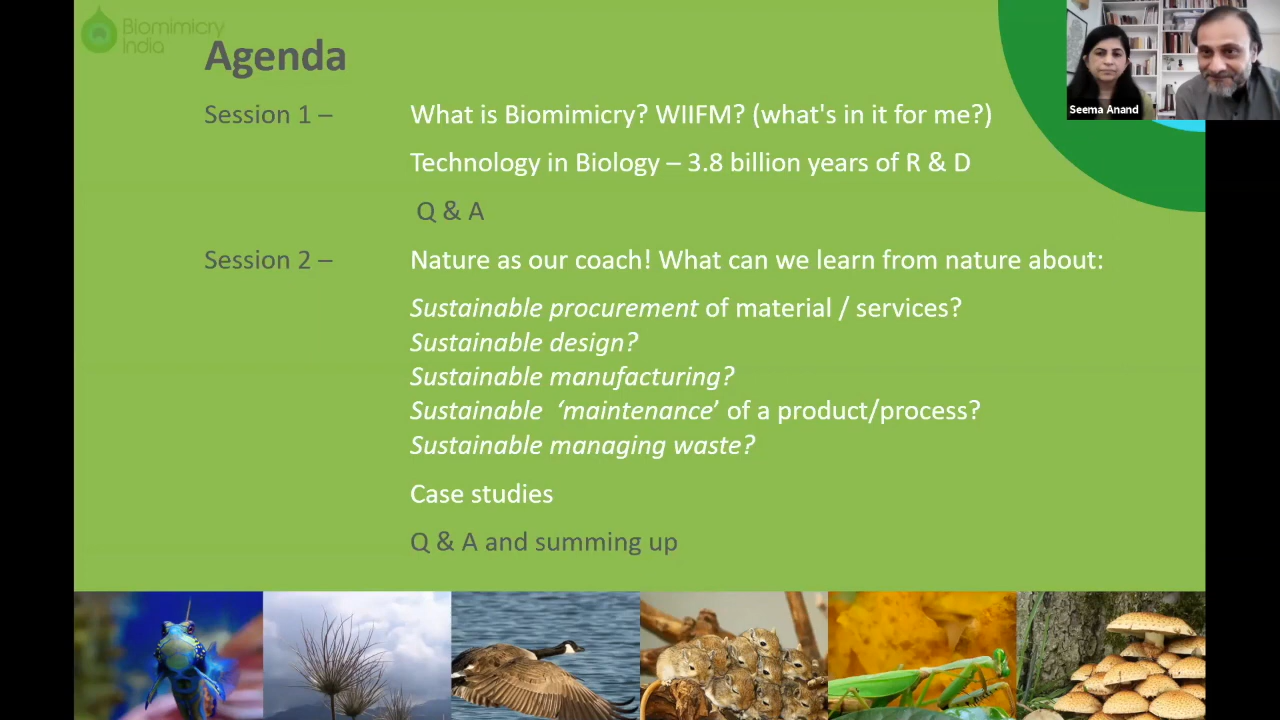 Biomimicry
India
Agenda
Session 1 – What is Biomimicry? WIIFM? (what's in it for me?)
Technology in Biology – 3.8 billion years of R & D
Q & A
Session 2 – Nature as our coach! What can we learn from nature about:
Sustainable procurement of material / services?
Sustainable design?
Sustainable manufacturing?
Sustainable ‘maintenance’ of a product/process?
Sustainable managing waste?
Case studies
Q & A and summing up
Seema Anand